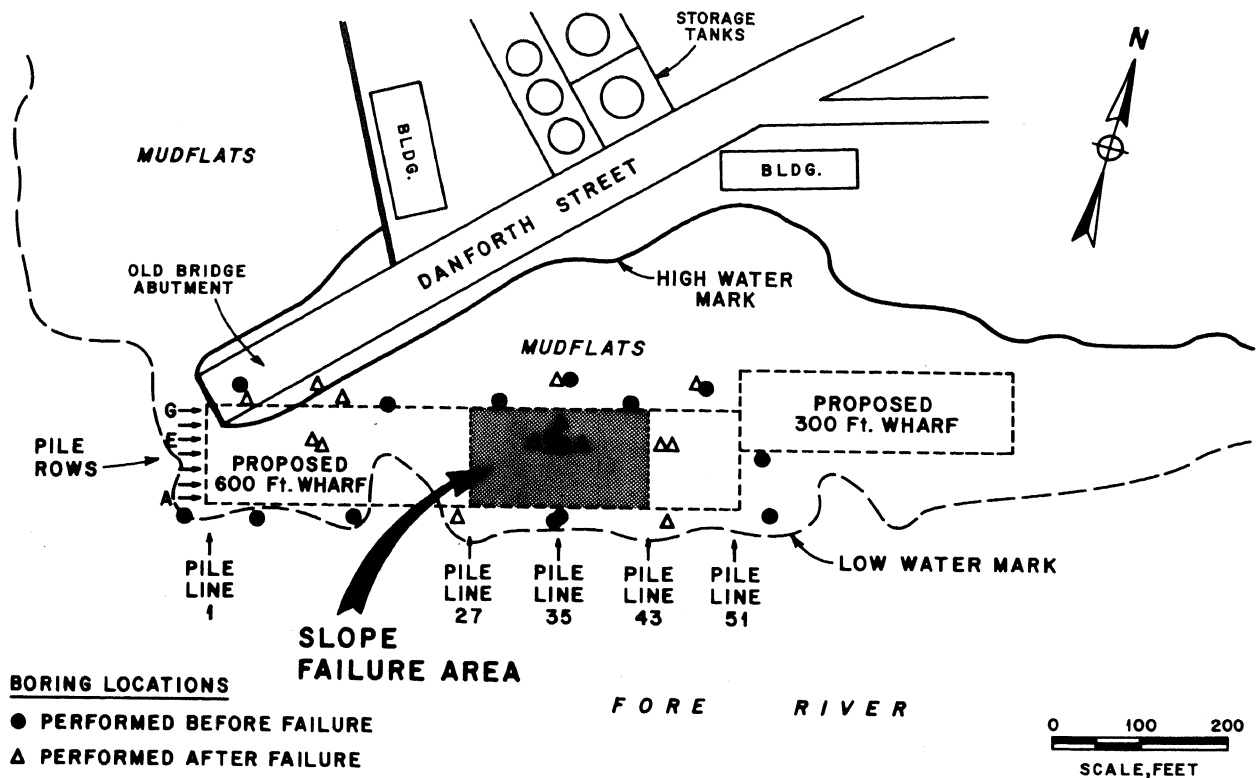 STORAGE
TANKS
N
MUDFLATS
BLDG.
BLDG.
DANFORTH STREET
OLD BRIDGE
ABUTMENT
HIGH WATER
MARK
MUDFLATS
G
E
A
PILE
ROWS
PROPOSED
600 Ft. WHARF
PROPOSED
300 Ft. WHARF
LOW WATER MARK
PILE
LINE
1
PILE
LINE
27
PILE
LINE
35
PILE
LINE
43
PILE
LINE
51
SLOPE
FAILURE AREA
FORE RIVER
BORING LOCATIONS
PERFORMED BEFORE FAILURE
PERFORMED AFTER FAILURE
0 100 200
SCALE, FEET